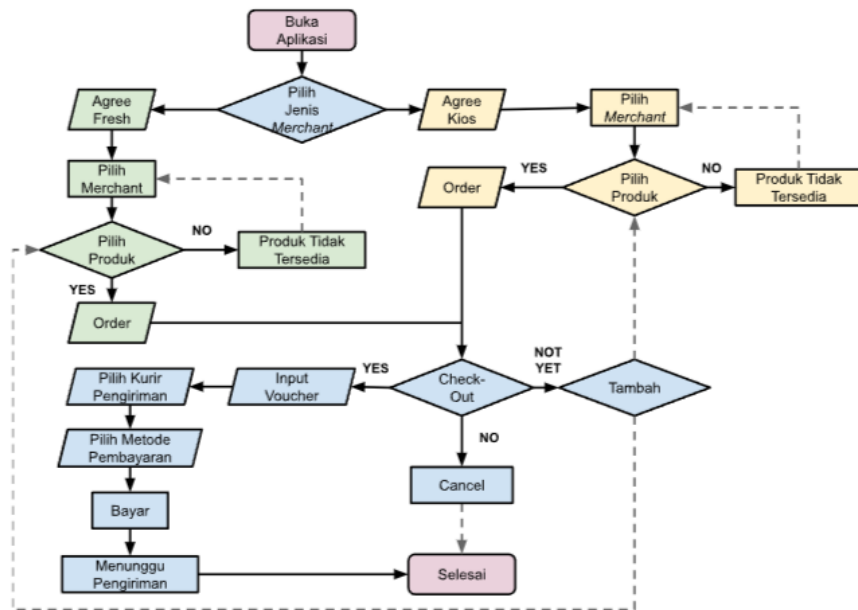 Buka
Aplikasi
Pilih
Jenis
Merchant
Agree
Fresh
Agree
Kios
Pilih
Merchant
Pilih
Merchant
YES
NO
Order
Pilih
Produk
Produk Tidak
Tersedia
Pilih
Produk
NO
Produk Tidak
Tersedia
YES
Order
Pilih Kurir
Pengiriman
Input
Voucher
YES
Check-
Out
NOT
YET
Tambah
Pilih Metode
Pembayaran
NO
Cancel
Bayar
Menunggu
Pengiriman
Selesai